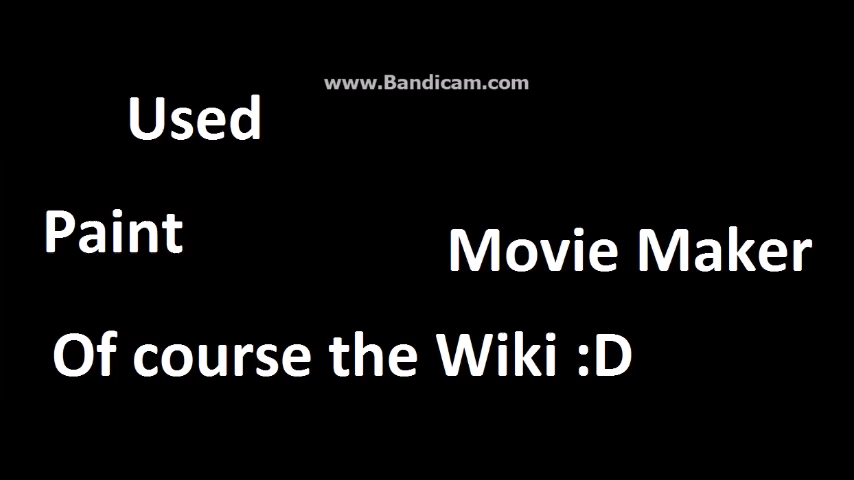 www.Bandicam.com
Used
Paint
Movie Maker
Of course the Wiki :D